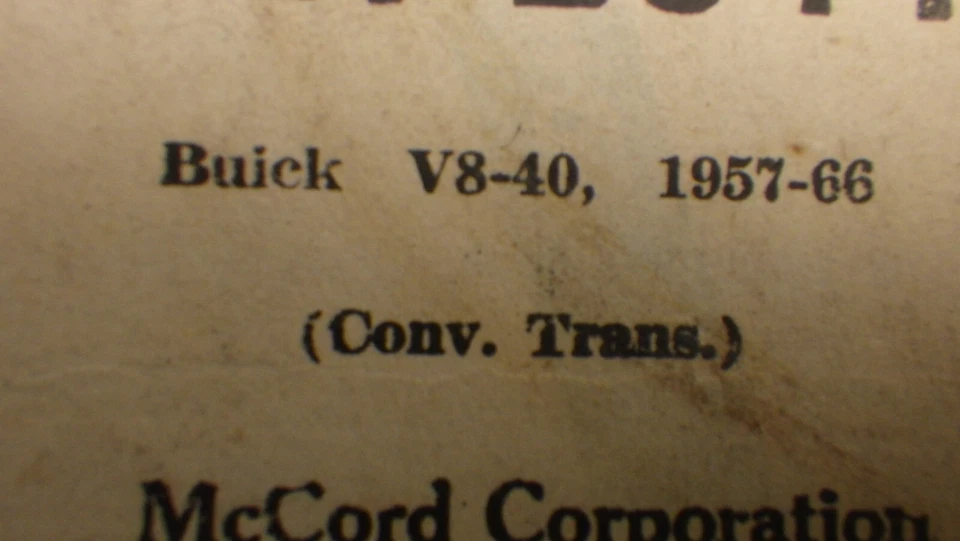 Buick V8-40, 1957-66
(Conv. Trans.)
McCord Corporation